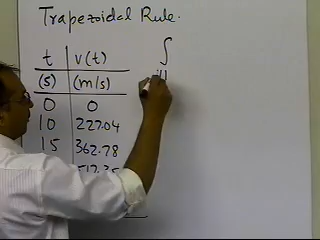 Trapezoidal Rule.
t v(t) ∫
(s) (m/s)
0 0
10 227.04
15 362.78